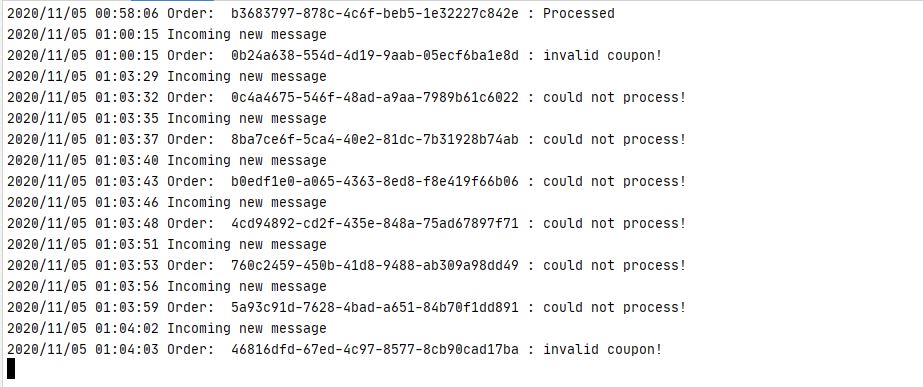 2020/11/05 00:58:06 Order:  b3683797-878c-4c6f-beb5-1e32227c842e : Processed
2020/11/05 01:00:15 Incoming new message
2020/11/05 01:00:15 Order:  0b24a638-554d-4d19-9aab-05ecf6ba1e8d : invalid coupon!
2020/11/05 01:03:29 Incoming new message
2020/11/05 01:03:32 Order:  0c4a4675-546f-48ad-a9aa-7989b61c6022 : could not process!
2020/11/05 01:03:35 Incoming new message
2020/11/05 01:03:37 Order:  8ba7ce6f-5ca4-40e2-81dc-7b31928b74ab : could not process!
2020/11/05 01:03:40 Incoming new message
2020/11/05 01:03:43 Order:  b0edf1e0-a065-4363-8ed8-f8e419f66b06 : could not process!
2020/11/05 01:03:46 Incoming new message
2020/11/05 01:03:48 Order:  4cd94892-cd2f-435e-848a-75ad67897f71 : could not process!
2020/11/05 01:03:51 Incoming new message
2020/11/05 01:03:53 Order:  760c2459-450b-41d8-9488-ab309a98dd49 : could not process!
2020/11/05 01:03:56 Incoming new message
2020/11/05 01:03:59 Order:  5a93c91d-7628-4bad-a651-84b70f1dd891 : could not process!
2020/11/05 01:04:02 Incoming new message
2020/11/05 01:04:03 Order:  46816dfd-67ed-4c97-8577-8cb90cad17ba : invalid coupon!